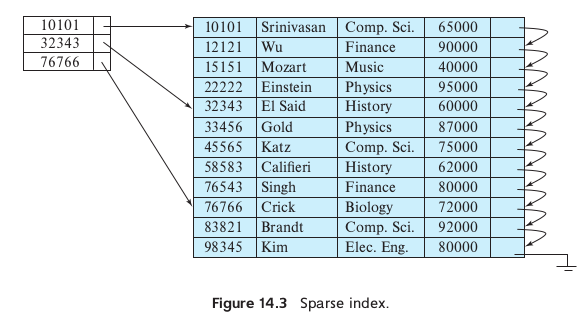 10101
32343
76766
10101 Srinivasan Comp. Sci. 65000
12121 Wu Finance 90000
15151 Mozart Music 40000
22222 Einstein Physics 95000
32343 El Said History 60000
33456 Gold Physics 87000
45565 Katz Comp. Sci. 75000
58583 Califieri History 62000
76543 Singh Finance 80000
76766 Crick Biology 72000
83821 Brandt Comp. Sci. 92000
98345 Kim Elec. Eng. 80000
Figure 14.3 Sparse index.